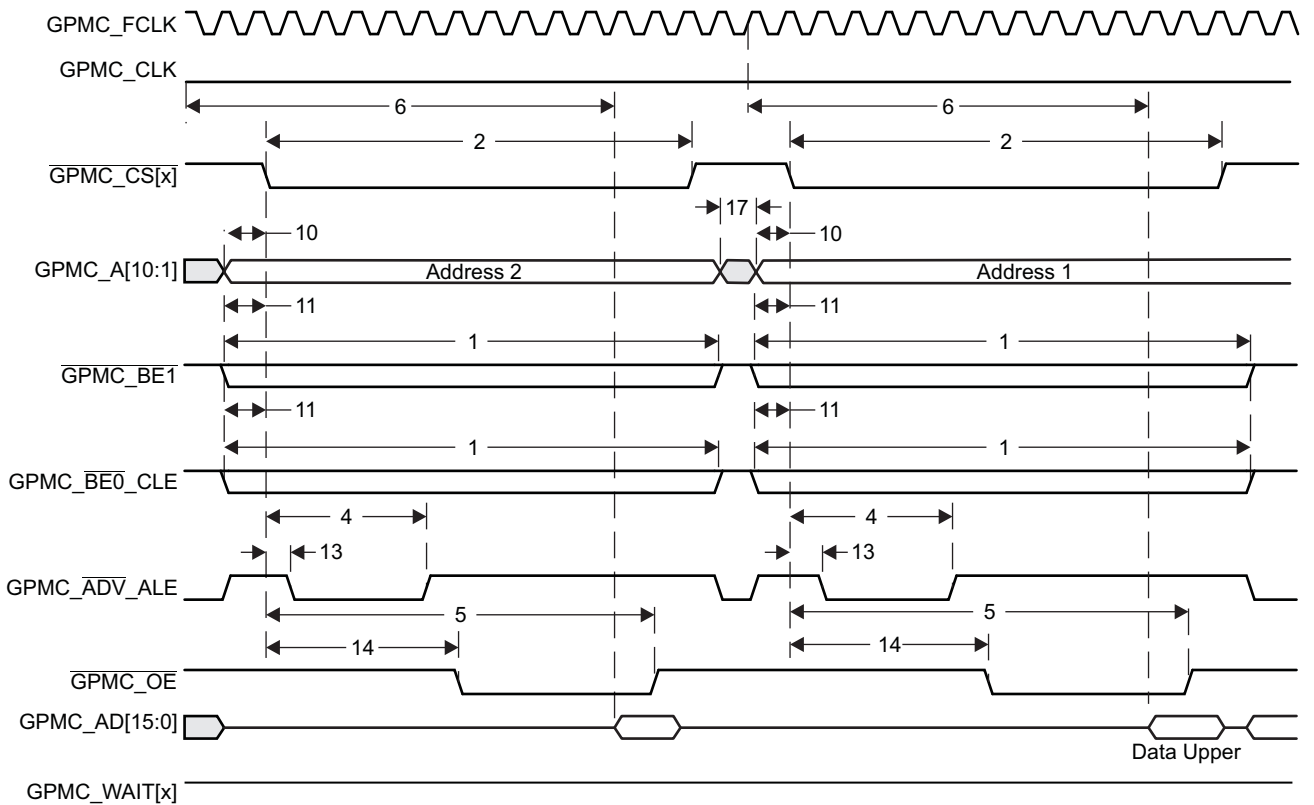 GPMC_FCLK
GPMC_CLK
6 6
2 2
GPMC_CS[x]
17
10 10
GPMC_A[10:1] Address 2 Address 1
11 11
1 1
GPMC_BE1
11 11
1 1
GPMC_BE0_CLE
4 4
13 13
GPMC_ADV_ALE
5 5
14 14
GPMC_OE
GPMC_AD[15:0]
Data Upper
GPMC_WAIT[x]